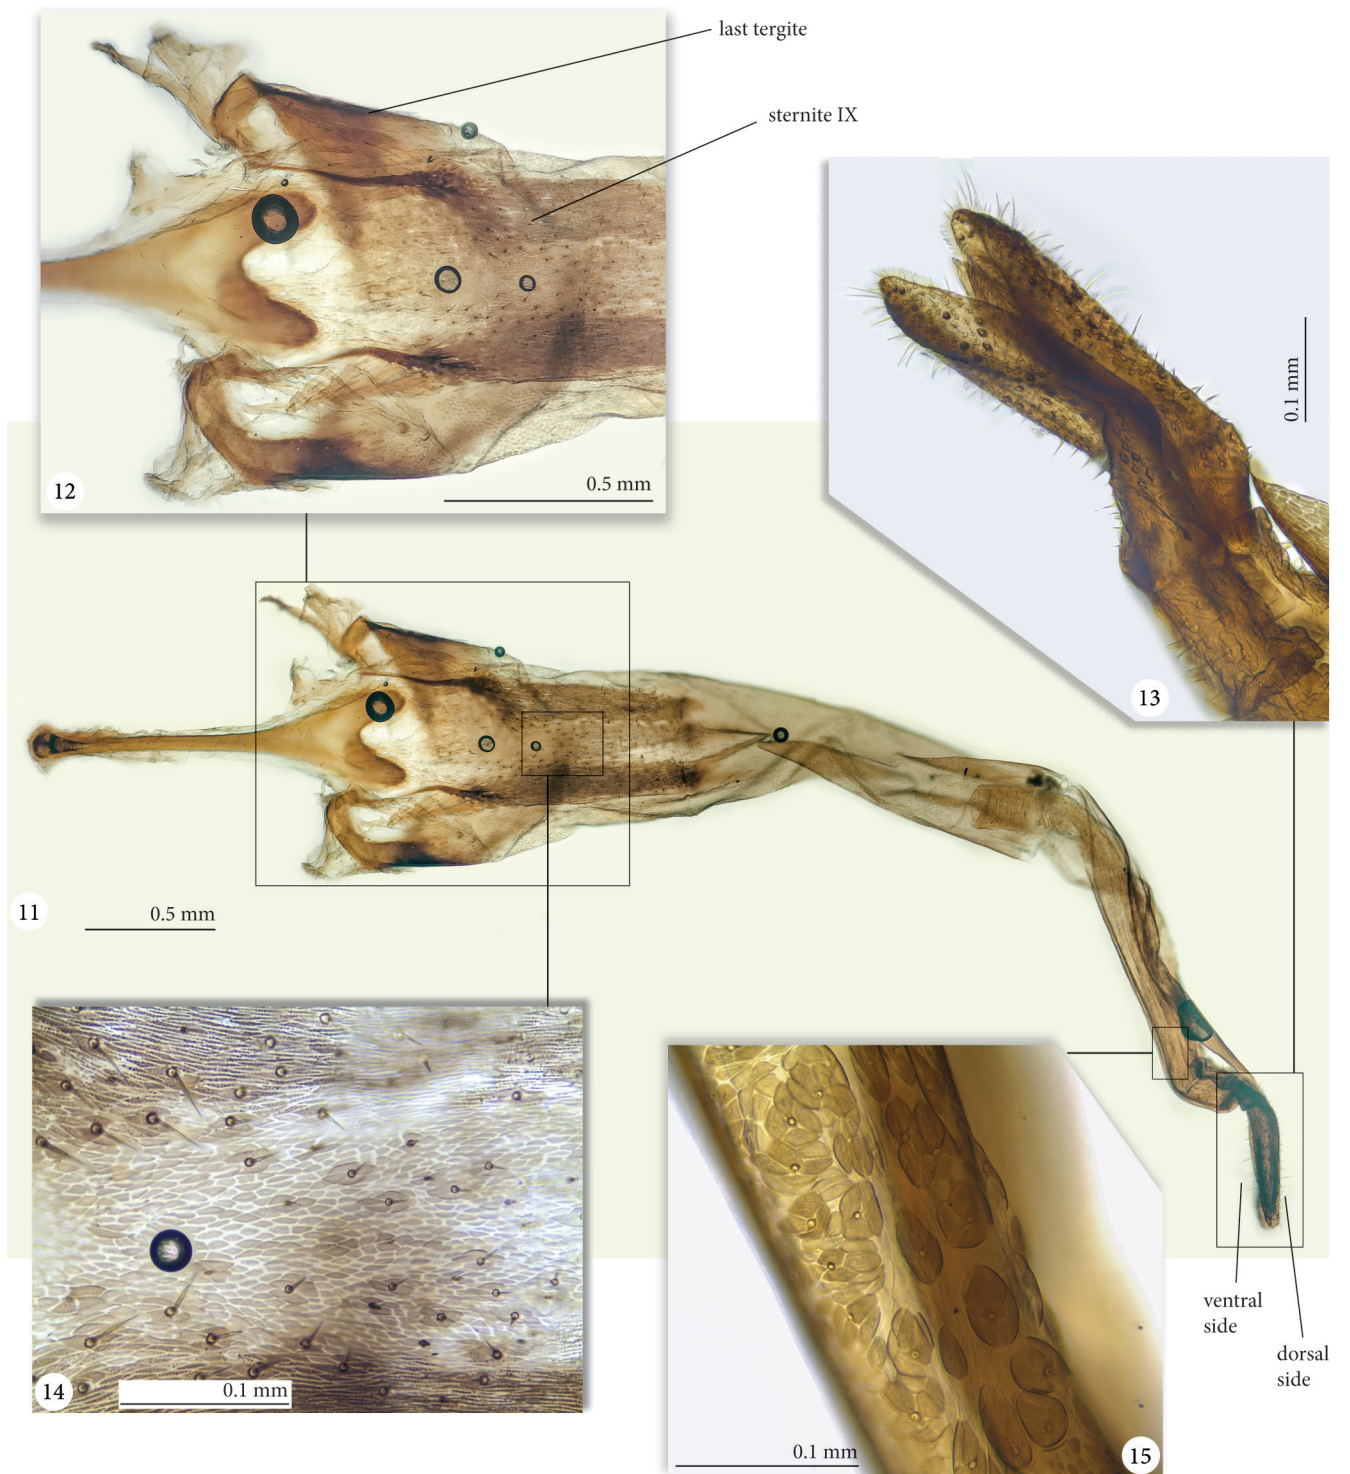 last tergite
sternite IX
0.5 mm
12
0.1 mm
13
11
0.5 mm
14
0.1 mm
0.1 mm
15
ventral
side
dorsal
side